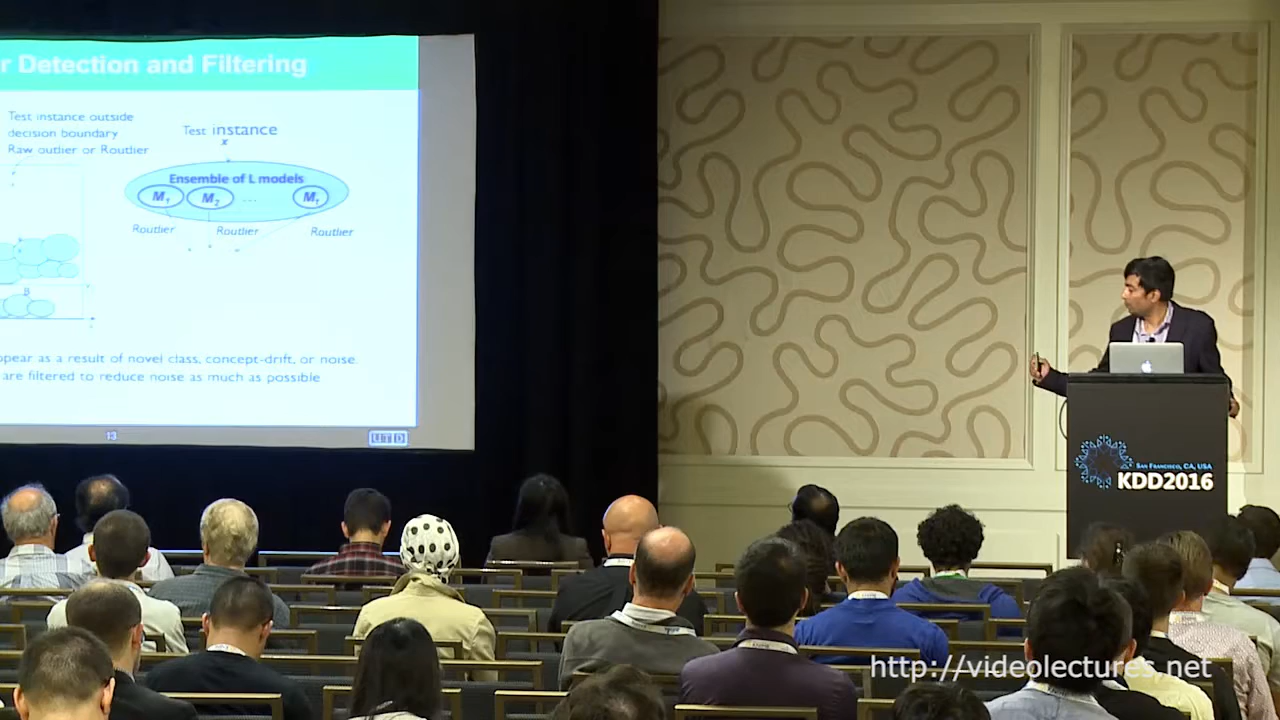 r Detection and Filtering
Test instance outside
decision boundary
Raw outlier or Routlier
Test instance
x
Ensemble of L models
M1 M2 ...
Routlier Routlier Routlier
B
ppear as a result of novel class, concept-drift, or noise.
are filtered to reduce noise as much as possible
13
UTD
San Francisco, CA, USA
KDD2016
http://videolectures.net